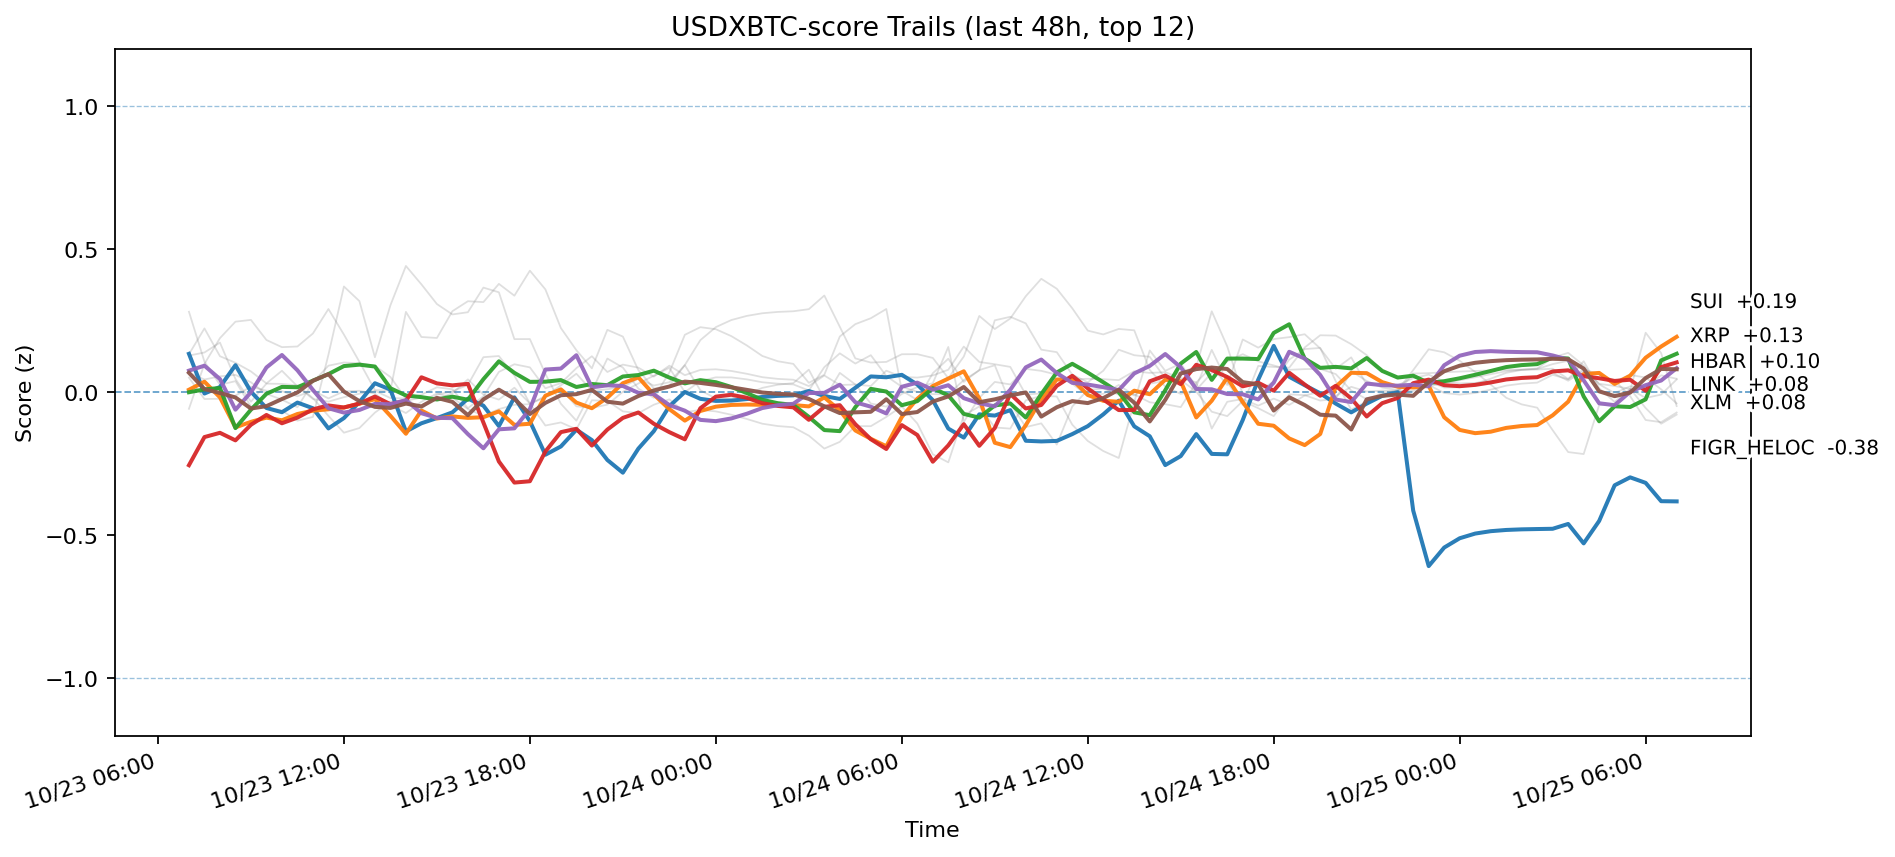 USDXBTC-score Trails (last 48h, top 12)
Score (z)
1.0
0.5
0.0
−0.5
−1.0
SUI  +0.19
XRP  +0.13
HBAR  +0.10
LINK  +0.08
XLM  +0.08
FIGR_HELOC  -0.38
10/23 06:00
10/23 12:00
10/23 18:00
10/24 00:00
10/24 06:00
10/24 12:00
10/24 18:00
10/25 00:00
10/25 06:00
Time